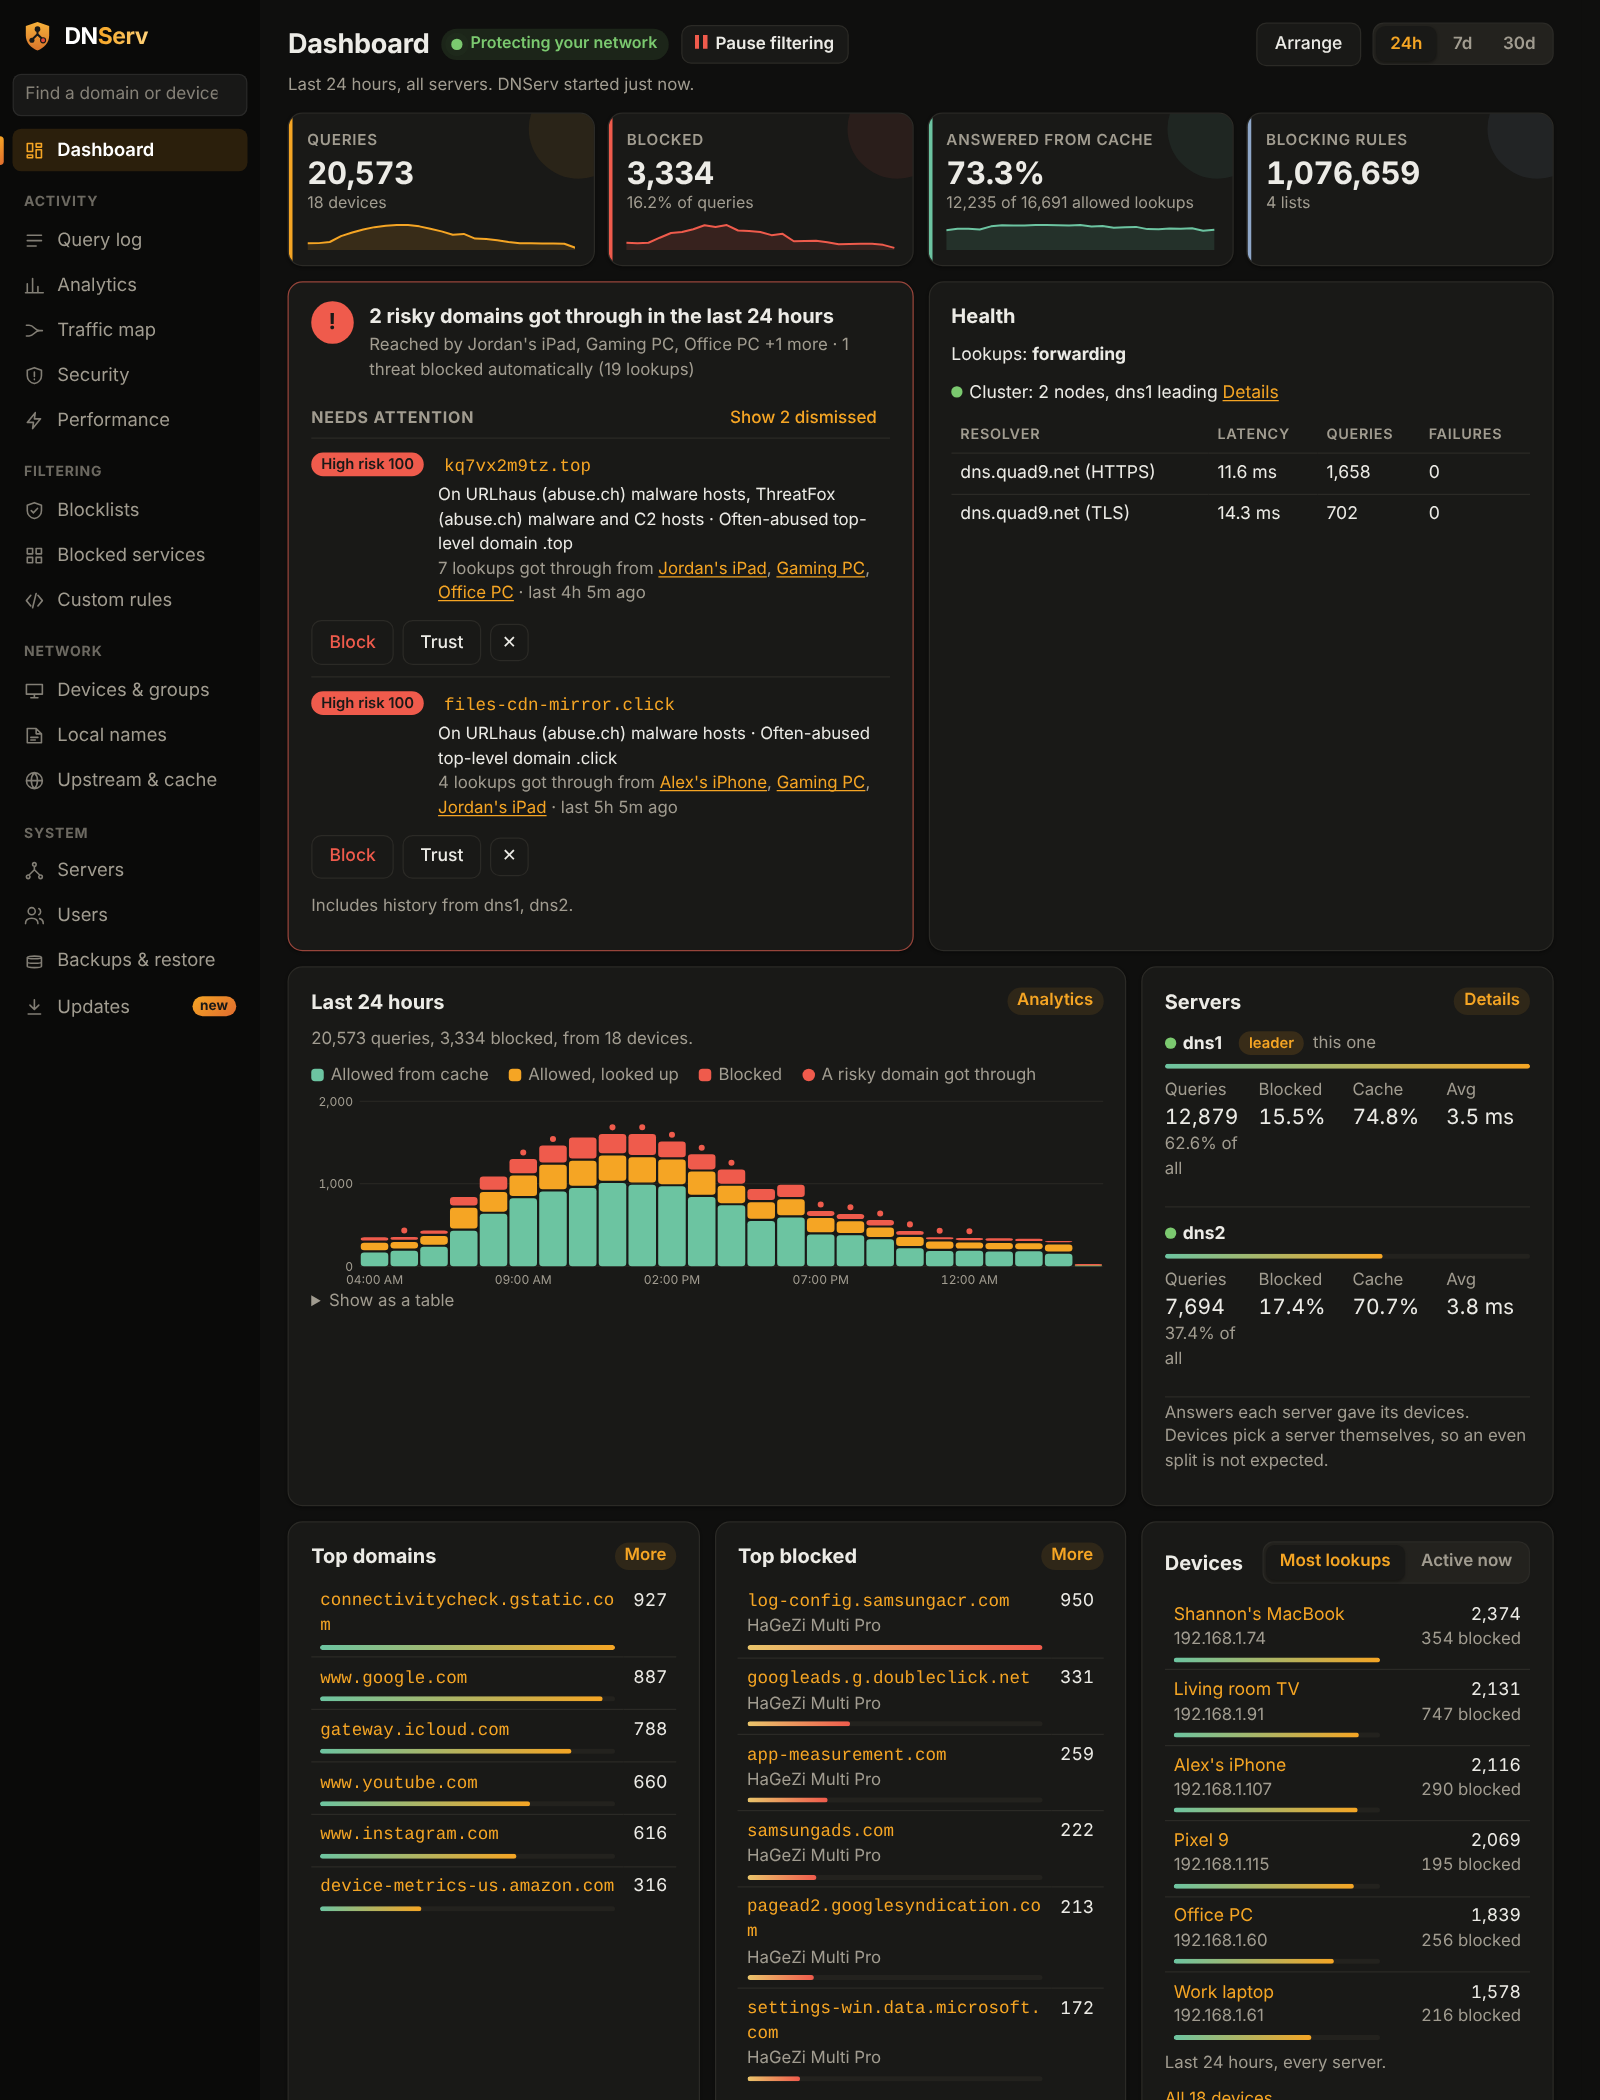 DNServ
Find a domain or device
Dashboard
ACTIVITY
Query log
Analytics
Traffic map
Security
Performance
FILTERING
Blocklists
Blocked services
Custom rules
NETWORK
Devices & groups
Local names
Upstream & cache
SYSTEM
Servers
Users
Backups & restore
Updates new
Dashboard Protecting your network Pause filtering
Arrange 24h 7d 30d
Last 24 hours, all servers. DNServ started just now.
QUERIES
20,573
18 devices
BLOCKED
3,334
16.2% of queries
ANSWERED FROM CACHE
73.3%
12,235 of 16,691 allowed lookups
BLOCKING RULES
1,076,659
4 lists
! 2 risky domains got through in the last 24 hours
Reached by Jordan's iPad, Gaming PC, Office PC +1 more · 1
threat blocked automatically (19 lookups)
NEEDS ATTENTION Show 2 dismissed
High risk 100 kq7vx2m9tz.top
On URLhaus (abuse.ch) malware hosts, ThreatFox
(abuse.ch) malware and C2 hosts · Often-abused top-
level domain .top
7 lookups got through from Jordan's iPad, Gaming PC,
Office PC · last 4h 5m ago
Block Trust ✕
High risk 100 files-cdn-mirror.click
On URLhaus (abuse.ch) malware hosts · Often-abused
top-level domain .click
4 lookups got through from Alex's iPhone, Gaming PC,
Jordan's iPad · last 5h 5m ago
Block Trust ✕
Includes history from dns1, dns2.
Health
Lookups: forwarding
Cluster: 2 nodes, dns1 leading Details
RESOLVER LATENCY QUERIES FAILURES
dns.quad9.net (HTTPS) 11.6 ms 1,658 0
dns.quad9.net (TLS) 14.3 ms 702 0
Last 24 hours Analytics
20,573 queries, 3,334 blocked, from 18 devices.
Allowed from cache Allowed, looked up Blocked A risky domain got through
2,000
1,000
0
04:00 AM 09:00 AM 02:00 PM 07:00 PM 12:00 AM
Show as a table
Servers Details
dns1 leader this one
Queries Blocked Cache Avg
12,879 15.5% 74.8% 3.5 ms
62.6% of
all
dns2
Queries Blocked Cache Avg
7,694 17.4% 70.7% 3.8 ms
37.4% of
all
Answers each server gave its devices.
Devices pick a server themselves, so an even
split is not expected.
Top domains More
connectivitycheck.gstatic.co 927
m
www.google.com 887
gateway.icloud.com 788
www.youtube.com 660
www.instagram.com 616
device-metrics-us.amazon.com 316
Top blocked More
log-config.samsungacr.com 950
HaGeZi Multi Pro
googleads.g.doubleclick.net 331
HaGeZi Multi Pro
app-measurement.com 259
HaGeZi Multi Pro
samsungads.com 222
HaGeZi Multi Pro
pagead2.googlesyndication.co 213
m
HaGeZi Multi Pro
settings-win.data.microsoft. 172
com
HaGeZi Multi Pro
Devices Most lookups Active now
Shannon's MacBook 2,374
192.168.1.74 354 blocked
Living room TV 2,131
192.168.1.91 747 blocked
Alex's iPhone 2,116
192.168.1.107 290 blocked
Pixel 9 2,069
192.168.1.115 195 blocked
Office PC 1,839
192.168.1.60 256 blocked
Work laptop 1,578
192.168.1.61 216 blocked
Last 24 hours, every server.
All 18 devices